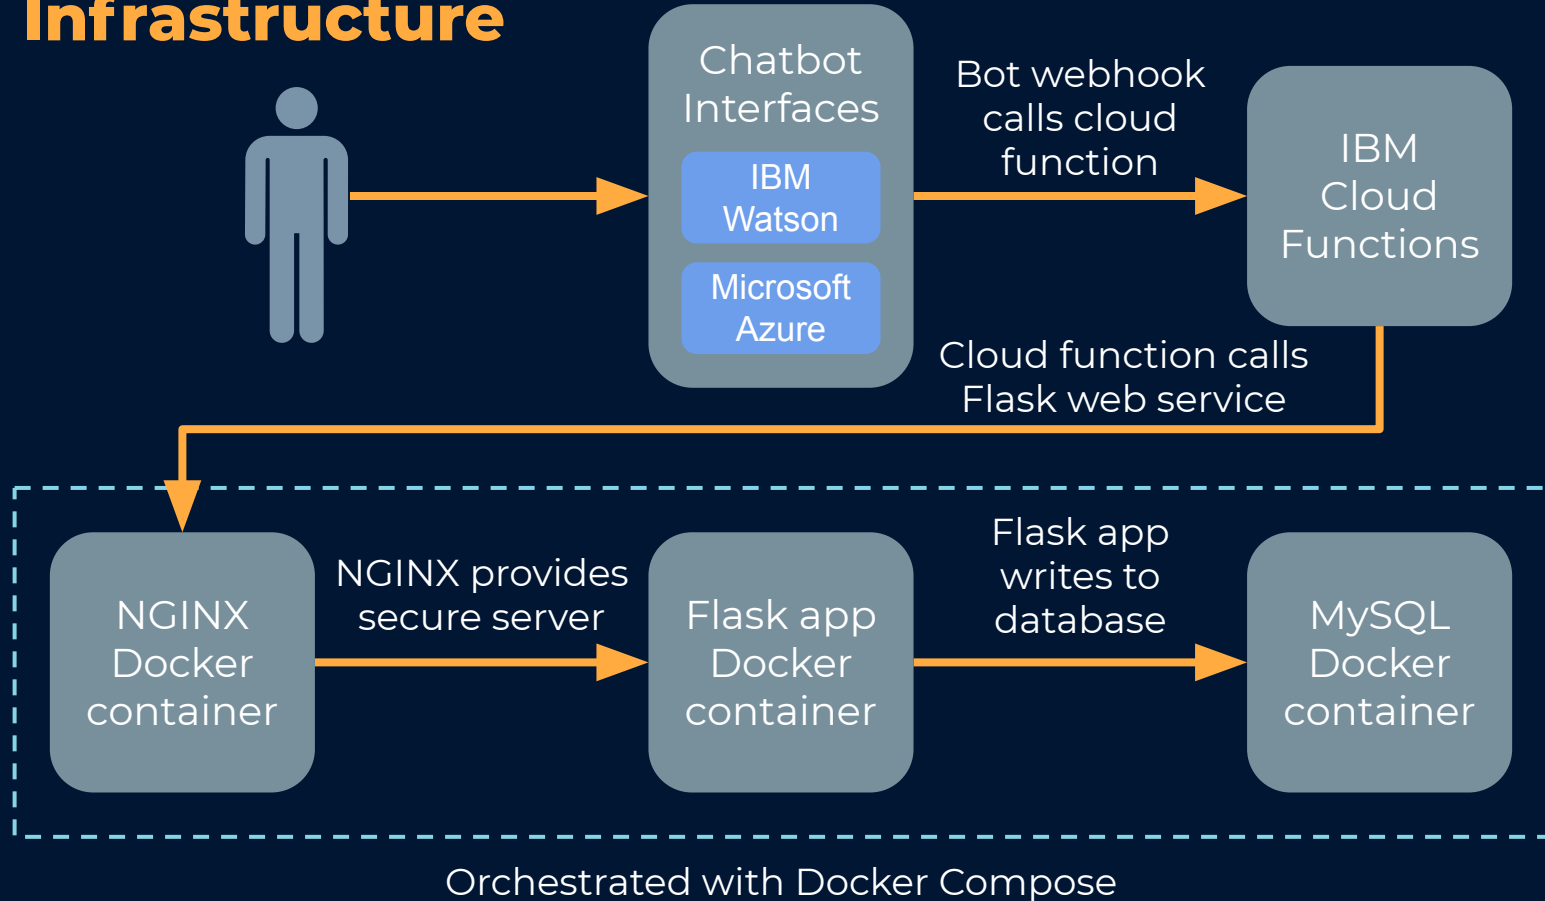 Infrastructure
Chatbot
Interfaces
IBM
Watson
Microsoft
Azure
Bot webhook
calls cloud
function
IBM
Cloud
Functions
Cloud function calls
Flask web service
NGINX
Docker
container
NGINX provides
secure server
Flask app
Docker
container
Flask app
writes to
database
MySQL
Docker
container
Orchestrated with Docker Compose